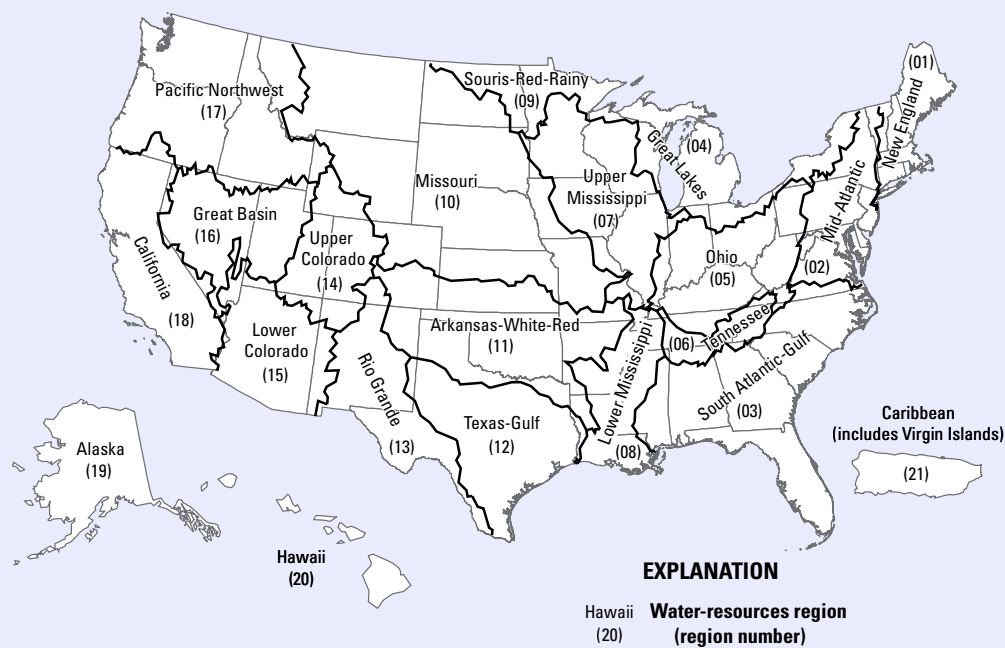 (01)
New England
Souris-Red-Rainy
(09)
Pacific Northwest
(17)
(04)
Great Lakes
Mid-Atlantic
(02)
Upper
Mississippi
(07)
Missouri
(10)
Great Basin
(16)
Ohio
(05)
Upper
Colorado
(14)
California
(18)
Tennessee
(06)
Arkansas-White-Red
(11)
Lower
Colorado
(15)
Rio Grande
(13)
Lower Mississippi
(08)
South Atlantic-Gulf
(03)
Texas-Gulf
(12)
Caribbean
(includes Virgin Islands)
(21)
Alaska
(19)
Hawaii
(20)
EXPLANATION
Hawaii
(20)
Water-resources region
(region number)